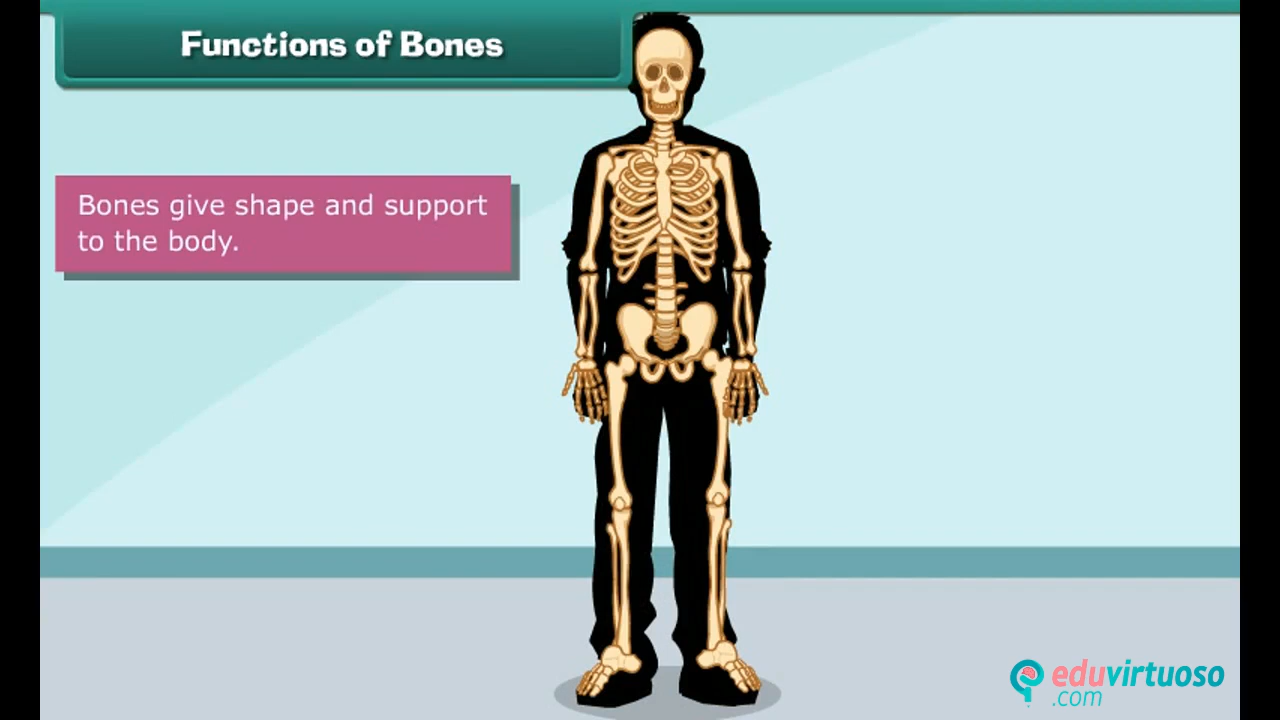 Functions of Bones
Bones give shape and support
to the body.
eduvirtuoso
.com